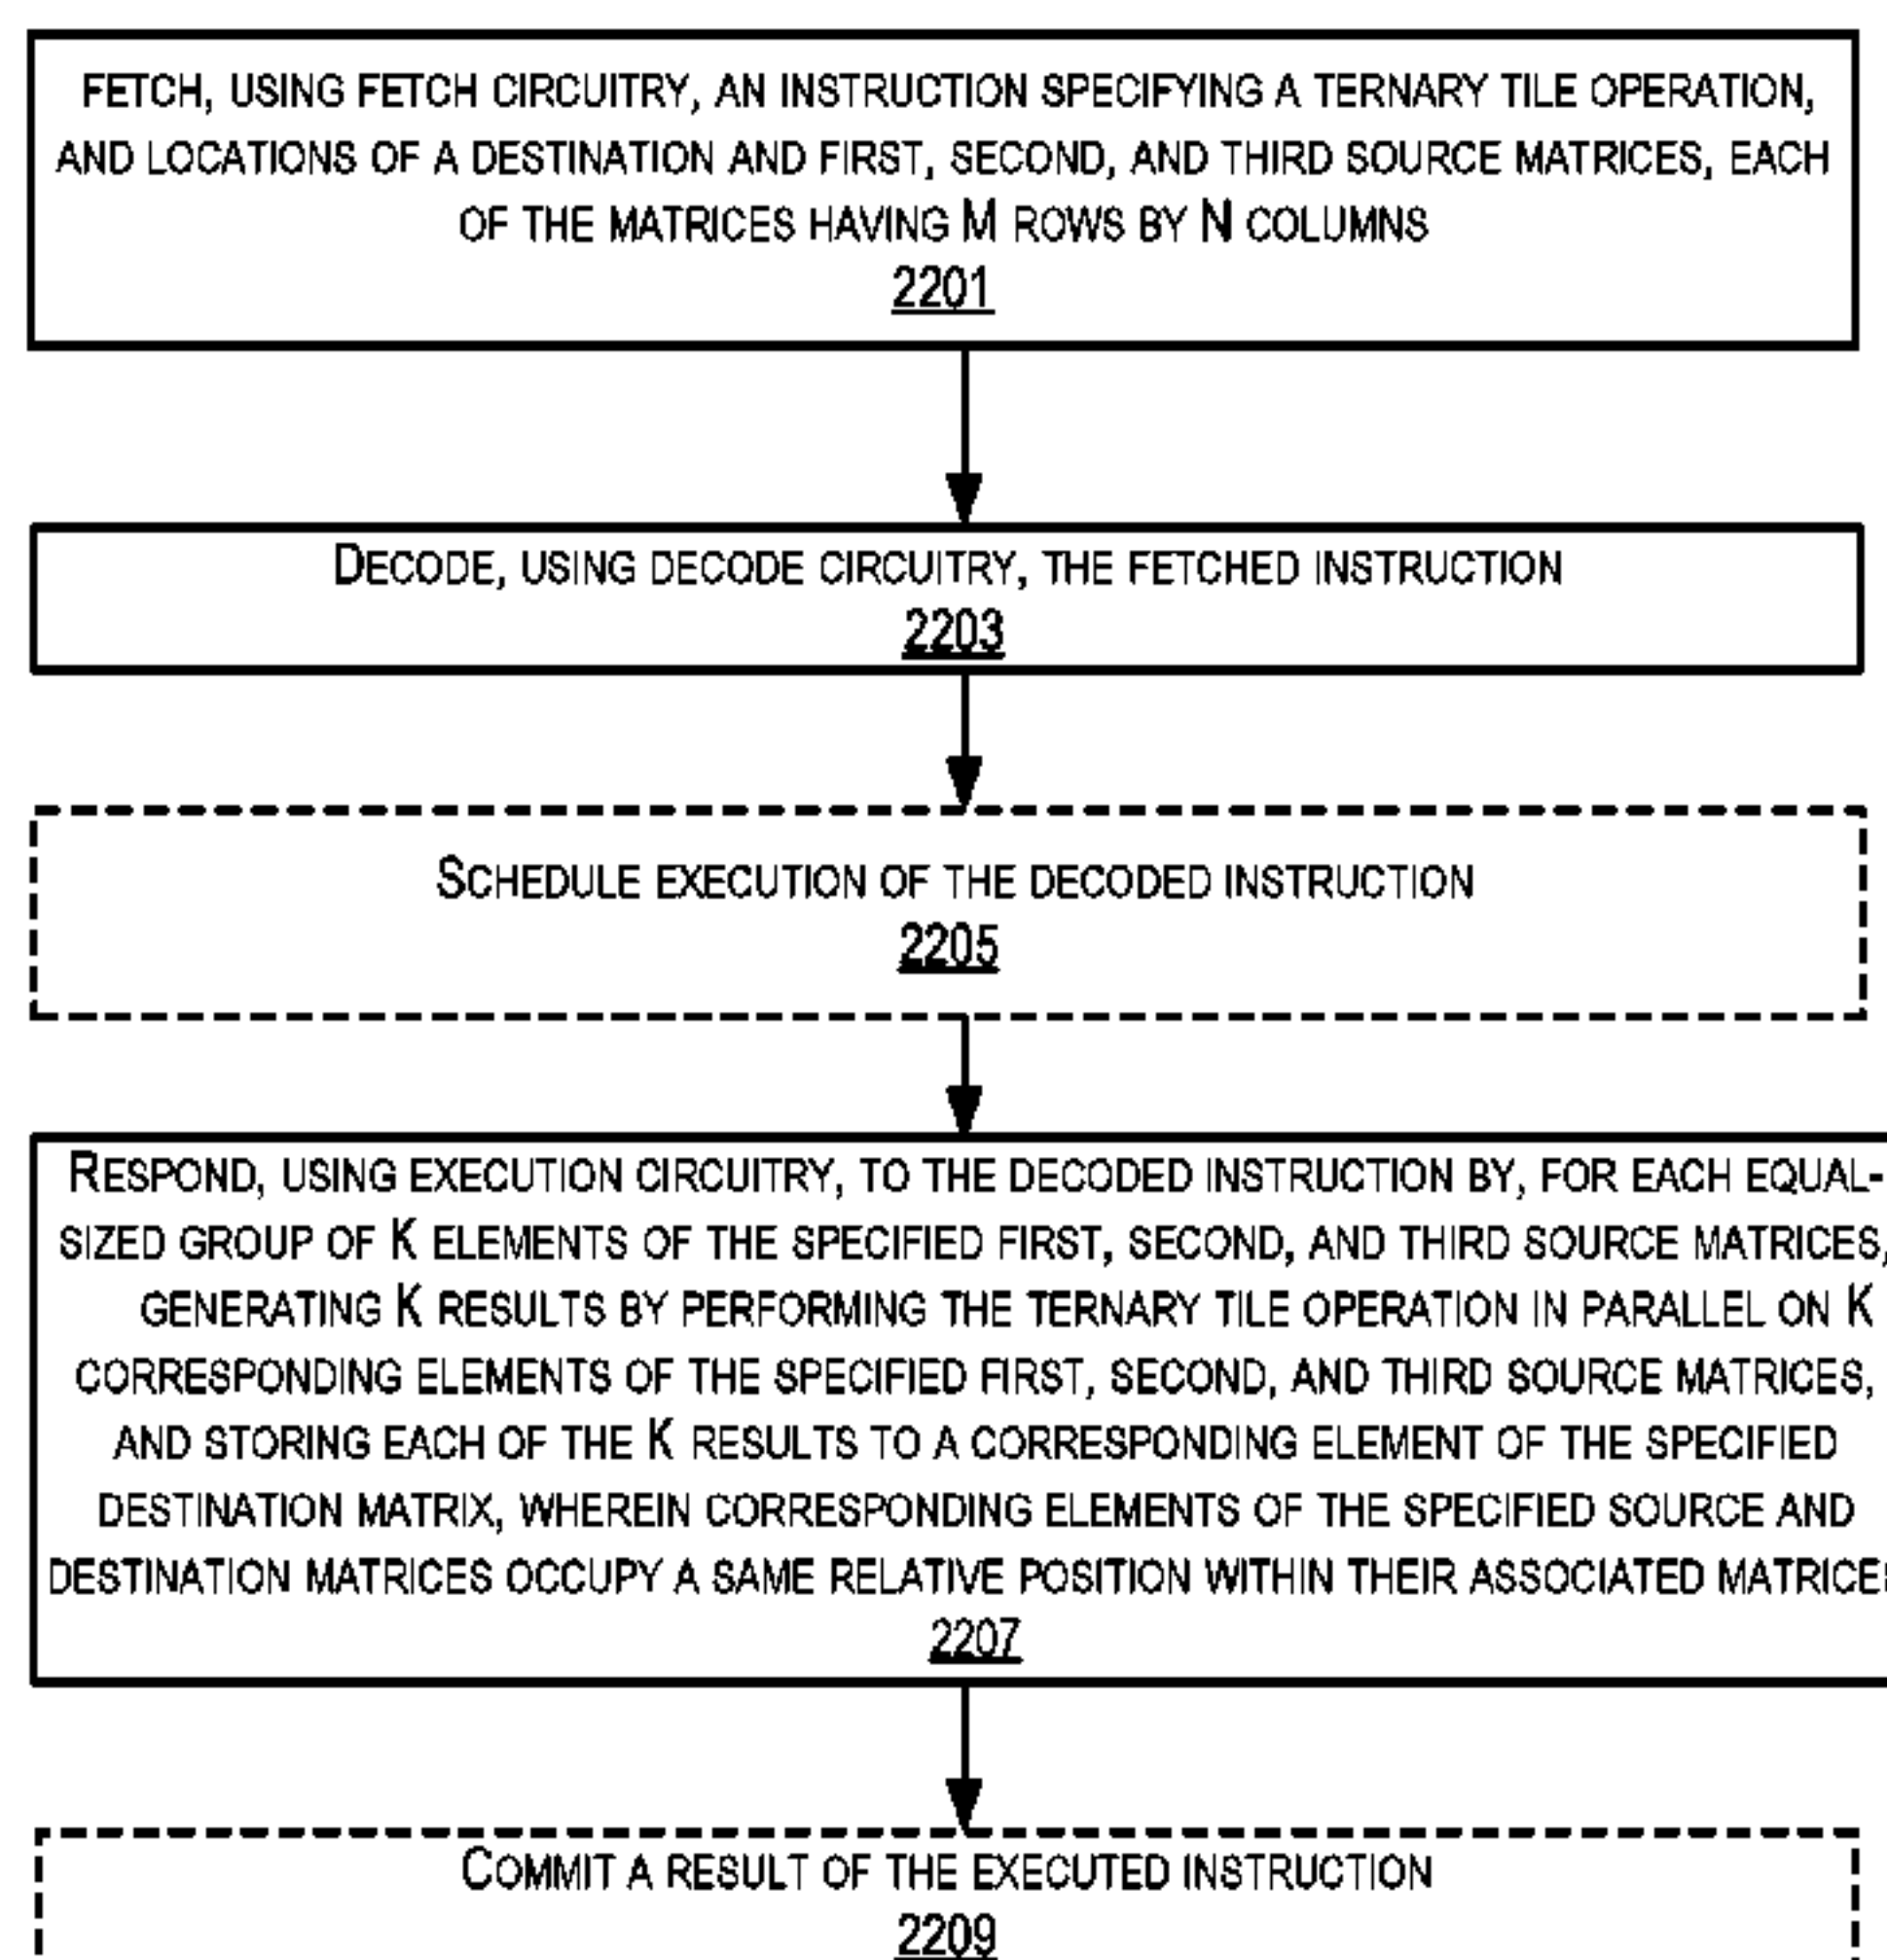 FETCH, USING FETCH CIRCUITRY, AN INSTRUCTION SPECIFYING A TERNARY TILE OPERATION,
AND LOCATIONS OF A DESTINATION AND FIRST, SECOND, AND THIRD SOURCE MATRICES, EACH
OF THE MATRICES HAVING M ROWS BY N COLUMNS
2201
DECODE, USING DECODE CIRCUITRY, THE FETCHED INSTRUCTION
2203
SCHEDULE EXECUTION OF THE DECODED INSTRUCTION
2205
RESPOND, USING EXECUTION CIRCUITRY, TO THE DECODED INSTRUCTION BY, FOR EACH EQUAL-
SIZED GROUP OF K ELEMENTS OF THE SPECIFIED FIRST, SECOND, AND THIRD SOURCE MATRICES,
GENERATING K RESULTS BY PERFORMING THE TERNARY TILE OPERATION IN PARALLEL ON K
CORRESPONDING ELEMENTS OF THE SPECIFIED FIRST, SECOND, AND THIRD SOURCE MATRICES,
AND STORING EACH OF THE K RESULTS TO A CORRESPONDING ELEMENT OF THE SPECIFIED
DESTINATION MATRIX, WHEREIN CORRESPONDING ELEMENTS OF THE SPECIFIED SOURCE AND
DESTINATION MATRICES OCCUPY A SAME RELATIVE POSITION WITHIN THEIR ASSOCIATED MATRICES
2207
COMMIT A RESULT OF THE EXECUTED INSTRUCTION
2209